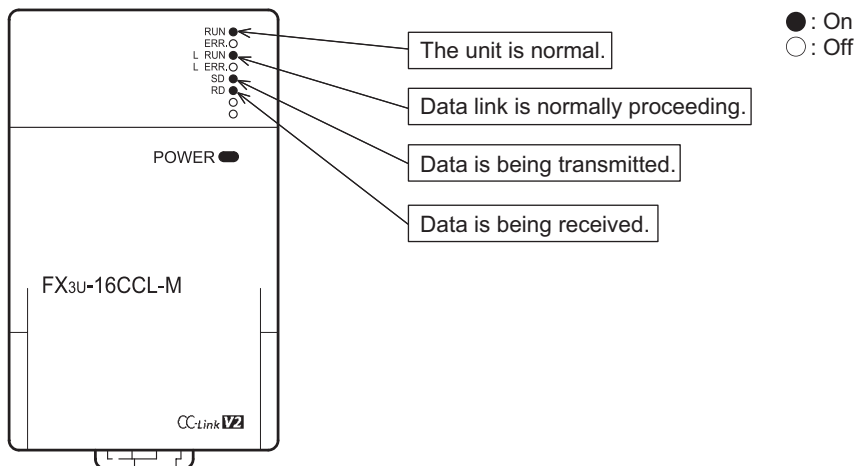 RUN
ERR.
L RUN
L ERR.
SD
RD
POWER
FX3U-16CCL-M
CC-Link V2
The unit is normal.
Data link is normally proceeding.
Data is being transmitted.
Data is being received.
: On
: Off